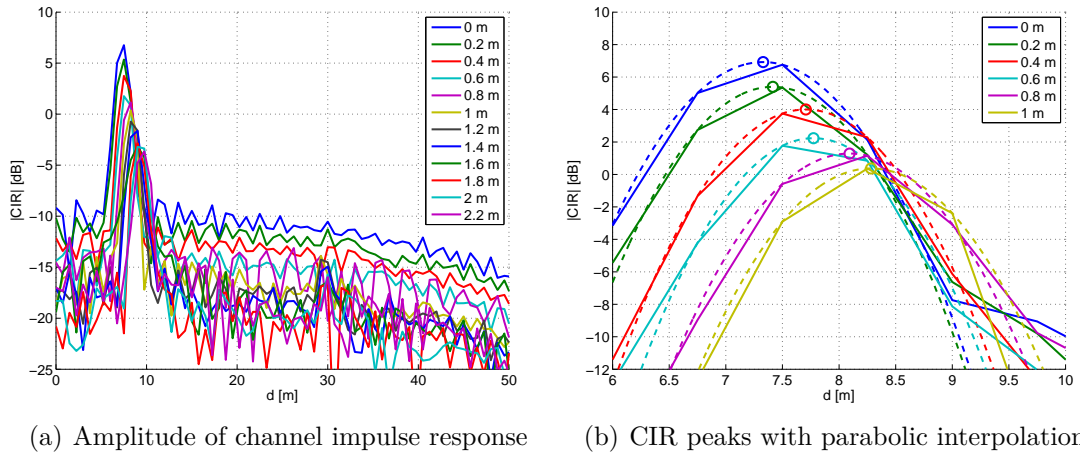 10
5
0
−5
−10
−15
−20
−25
0
10
20
30
40
50
d [m]
|CIR| [dB]
0 m
0.2 m
0.4 m
0.6 m
0.8 m
1 m
1.2 m
1.4 m
1.6 m
1.8 m
2 m
2.2 m
(a) Amplitude of channel impulse response
10
8
6
4
2
0
−2
−4
−6
−8
−10
−12
6
6.5
7
7.5
8
8.5
9
9.5
10
d [m]
|CIR| [dB]
0 m
0.2 m
0.4 m
0.6 m
0.8 m
1 m
(b) CIR peaks with parabolic interpolation